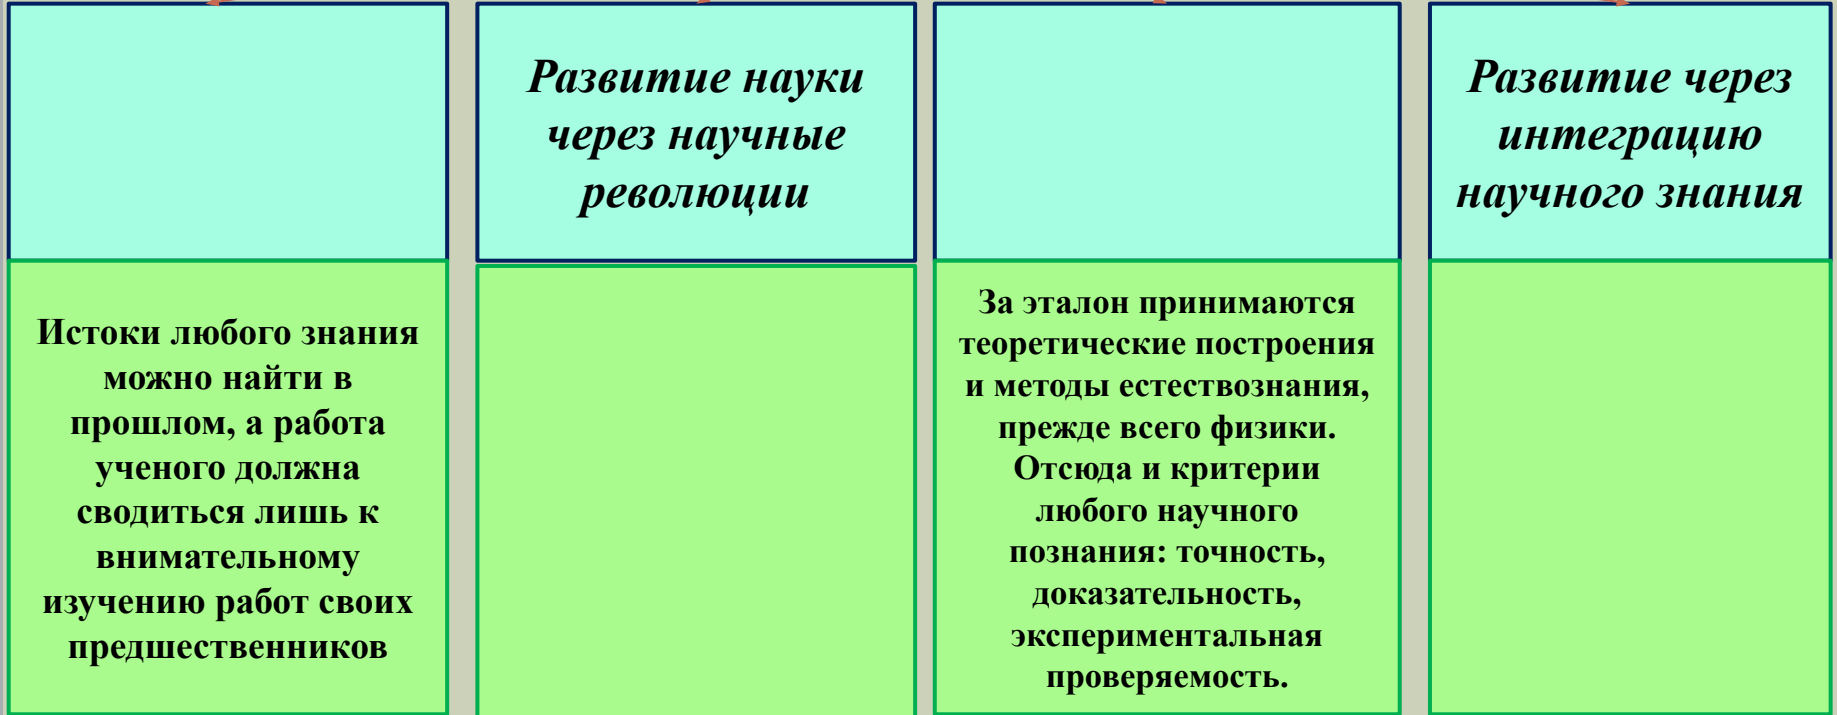 Развитие науки
через научные
революции
Развитие через
интеграцию
научного знания
Истоки любого знания
можно найти в
прошлом, а работа
ученого должна
сводиться лишь к
внимательному
изучению работ своих
предшественников
За эталон принимаются
теоретические построения
и методы естествознания,
прежде всего физики.
Отсюда и критерии
любого научного
познания: точность,
доказательность,
экспериментальная
проверяемость.